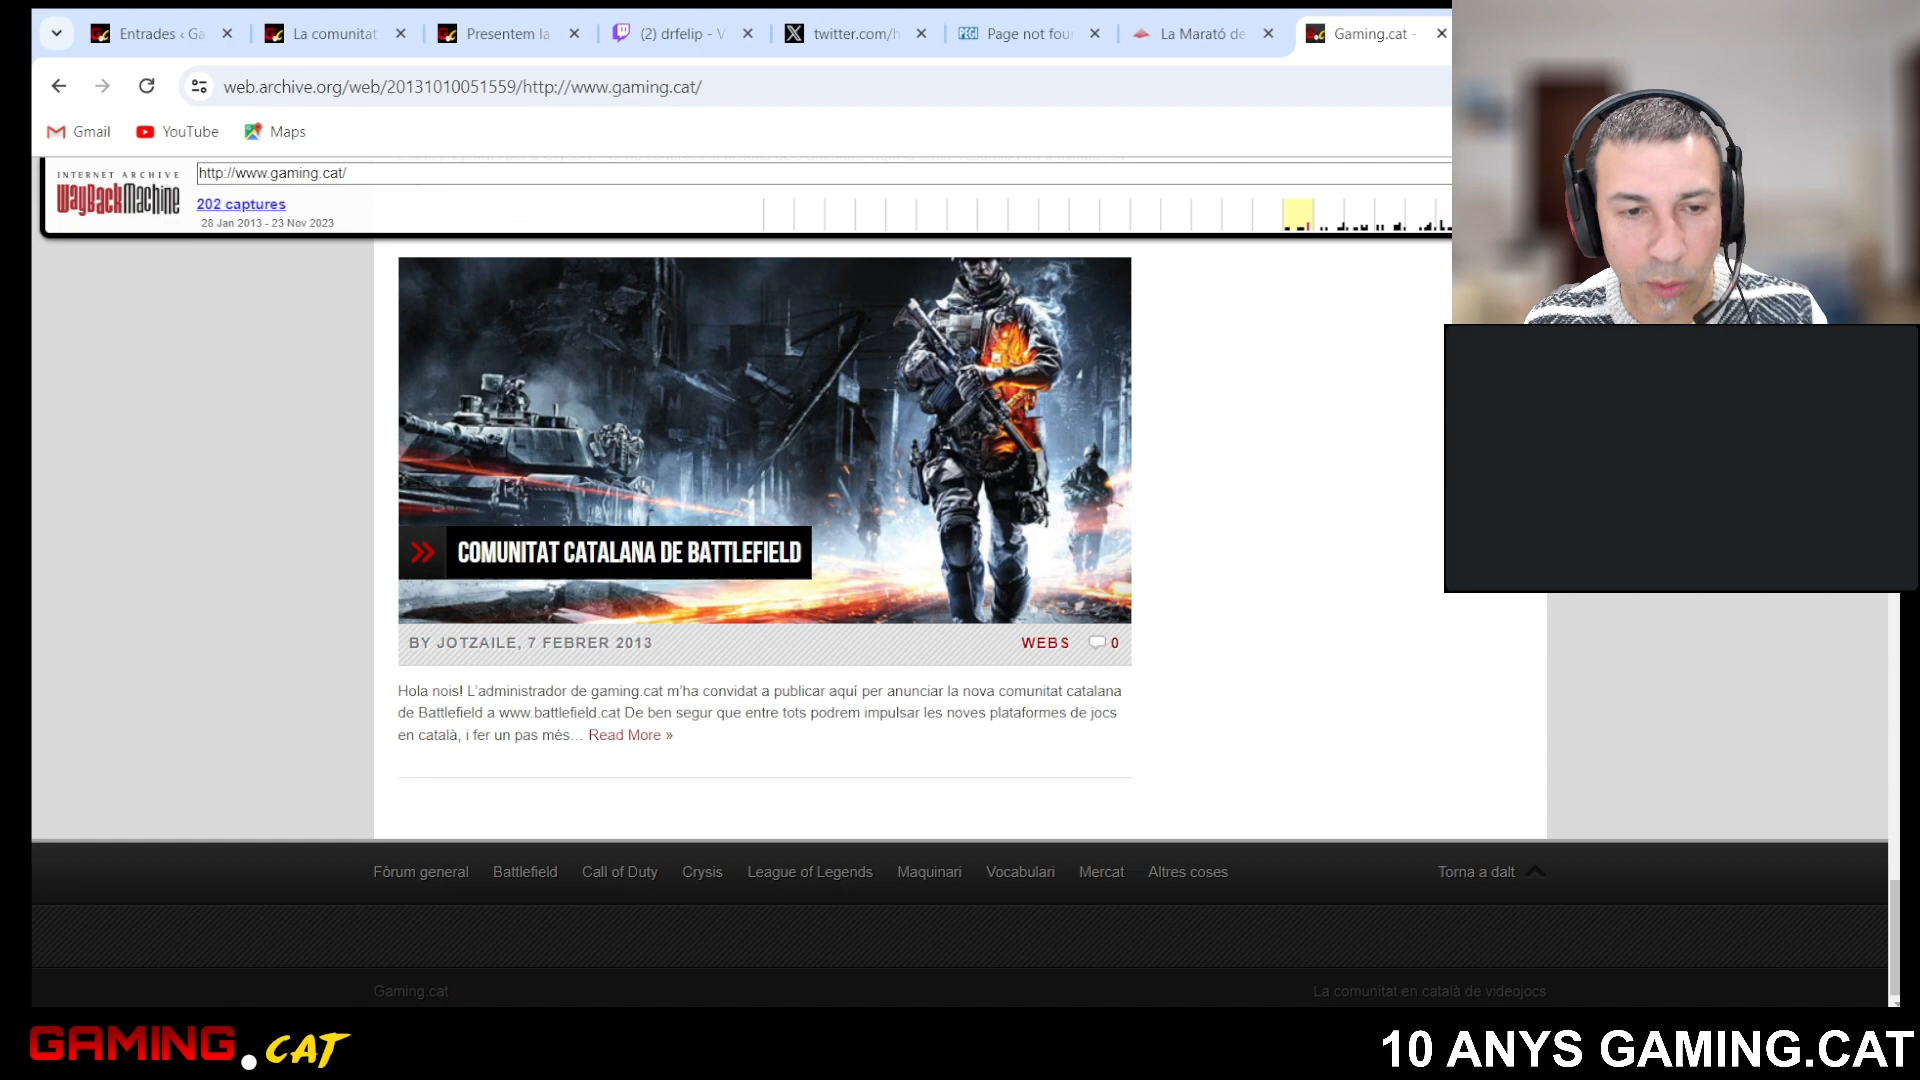 Entrades ‹ Ga
La comunitat
Presentem la
(2) drfelip - V
twitter.com/h
PEGI Page not foun
La Marató de
Gaming.cat -
web.archive.org/web/20131010051559/http://www.gaming.cat/
Gmail
YouTube
Maps
INTERNET ARCHIVE
WayBackMachine
http://www.gaming.cat/
202 captures
28 Jan 2013 - 23 Nov 2023
COMUNITAT CATALANA DE BATTLEFIELD
BY JOTZAILE, 7 FEBRER 2013
WEBS 0
Hola nois! L'administrador de gaming.cat m'ha convidat a publicar aquí per anunciar la nova comunitat catalana
de Battlefield a www.battlefield.cat De ben segur que entre tots podrem impulsar les noves plataformes de jocs
en català, i fer un pas més… Read More »
Fòrum general Battlefield Call of Duty Crysis League of Legends Maquinari Vocabulari Mercat Altres coses
Torna a dalt
Gaming.cat
La comunitat en català de videojocs
GAMING.CAT
10 ANYS GAMING.CAT